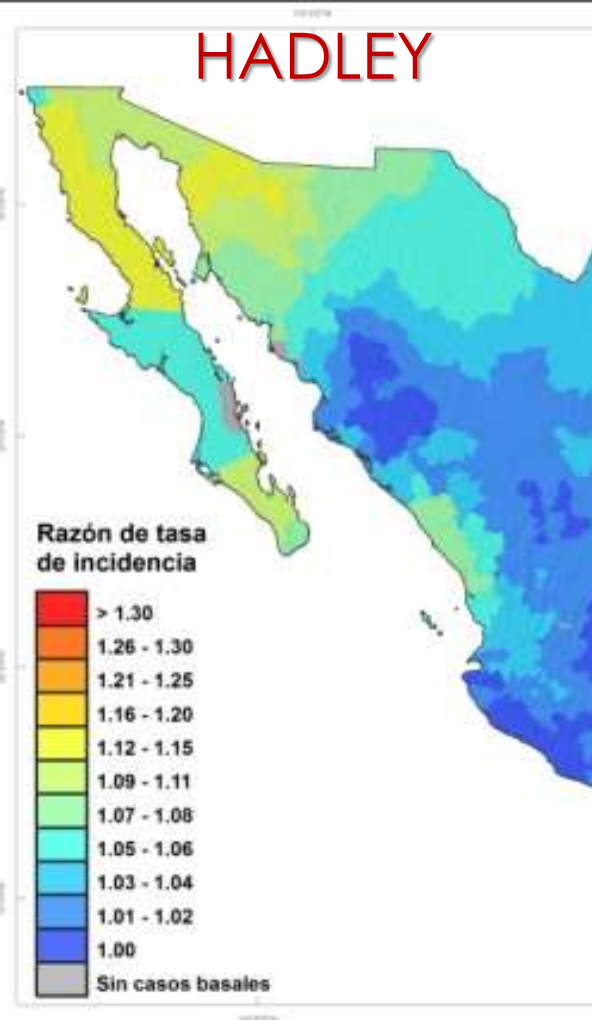 HADLEY
Razón de tasa
de incidencia
> 1.30
1.26 - 1.30
1.21 - 1.25
1.16 - 1.20
1.12 - 1.15
1.09 - 1.11
1.07 - 1.08
1.05 - 1.06
1.03 - 1.04
1.01 - 1.02
1.00
Sin casos basales